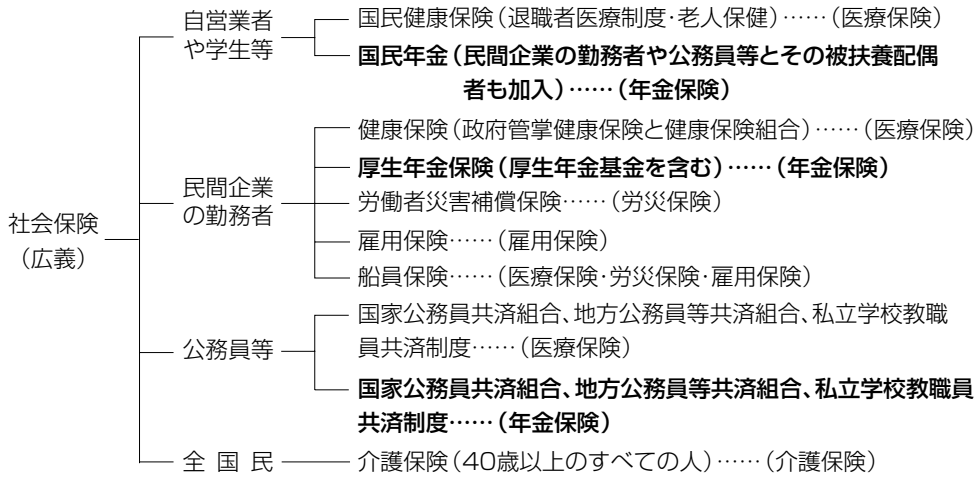 社会保険
（広義）
自営業者
や学生等
国民健康保険（退職者医療制度・老人保健）……（医療保険）
国民年金（民間企業の勤務者や公務員等とその被扶養配偶
者も加入）……（年金保険）
民間企業
の勤務者
健康保険（政府管掌健康保険と健康保険組合）……（医療保険）
厚生年金保険（厚生年金基金を含む）……（年金保険）
労働者災害補償保険……（労災保険）
雇用保険……（雇用保険）
船員保険……（医療保険・労災保険・雇用保険）
公務員等
国家公務員共済組合、地方公務員等共済組合、私立学校教職
員共済制度……（医療保険）
国家公務員共済組合、地方公務員等共済組合、私立学校教職員
共済制度……（年金保険）
全国民
介護保険（40歳以上のすべての人）……（介護保険）